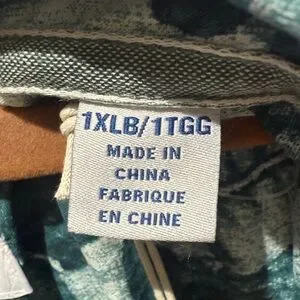 1XLB/1TGG
MADE IN
CHINA
FABRIQUE
EN CHINE